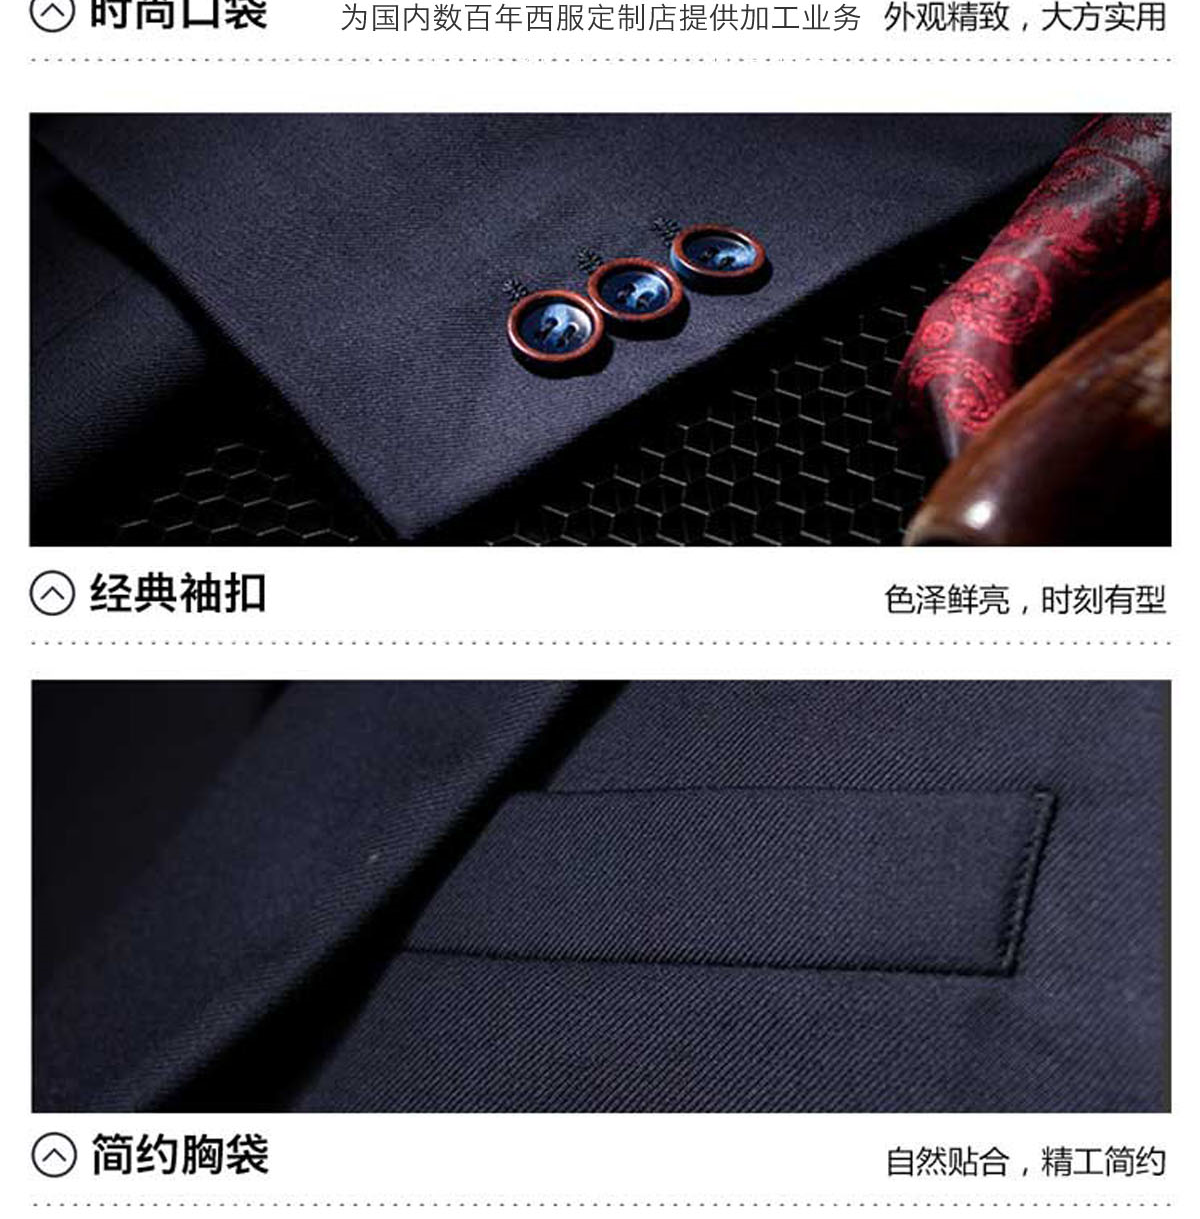 时尚口袋 为国内数百年西服定制店提供加工业务 外观精致，大方实用
经典袖扣 色泽鲜亮，时刻有型
简约胸袋 自然贴合，精工简约